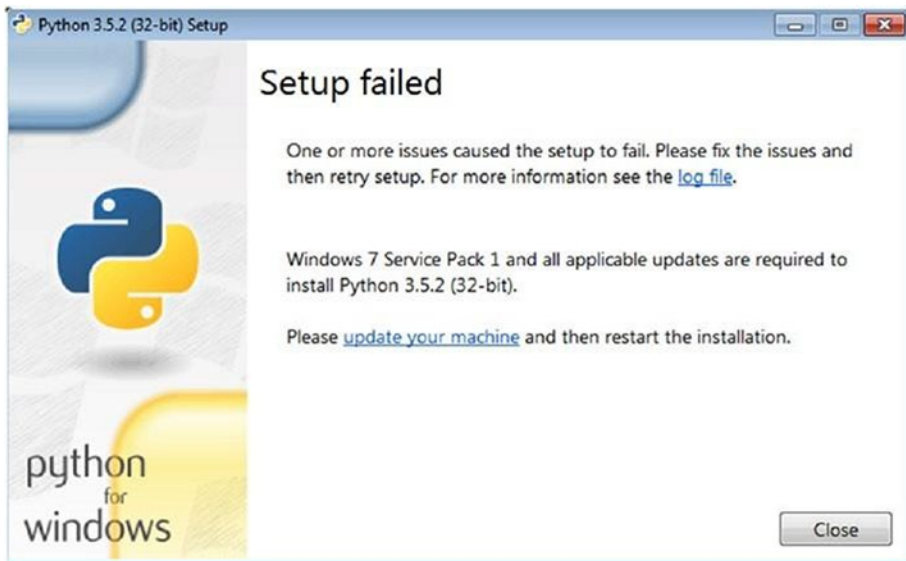 Python 3.5.2 (32-bit) Setup
Setup failed
One or more issues caused the setup to fail. Please fix the issues and
then retry setup. For more information see the log file.
Windows 7 Service Pack 1 and all applicable updates are required to
install Python 3.5.2 (32-bit).
Please update your machine and then restart the installation.
python
for
windows
Close